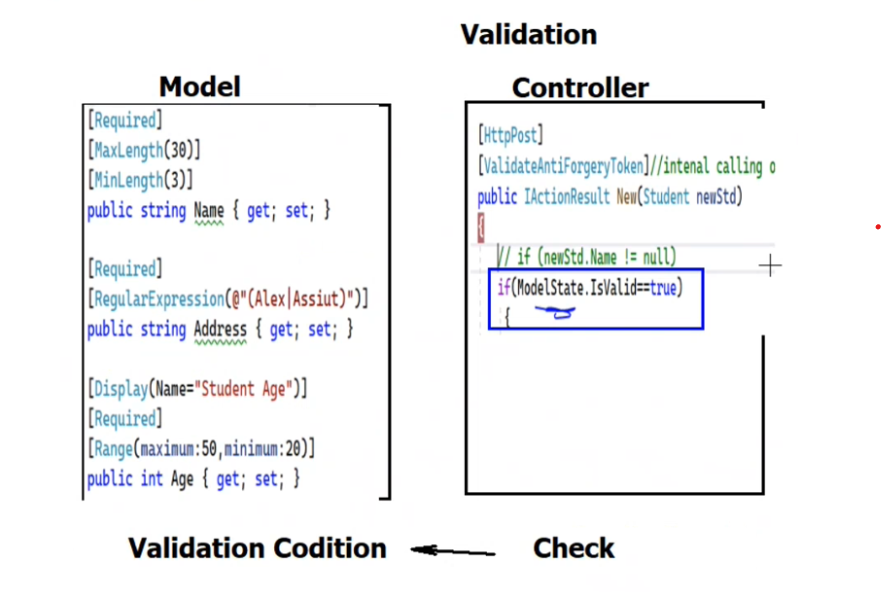 Validation
Model
[Required]
[MaxLength(30)]
[MinLength(3)]
public string Name { get; set; }
[Required]
[RegularExpression(@"(Alex|Assiut)")]
public string Address { get; set; }
[Display(Name="Student Age")]
[Required]
[Range(maximum:50,minimum:20)]
public int Age { get; set; }
Validation Codition
Controller
[HttpPost]
[ValidateAntiForgeryToken]//intenal calling o
public IActionResult New(Student newStd)
{
// if (newStd.Name != null)
if(ModelState.IsValid==true)
{
Check